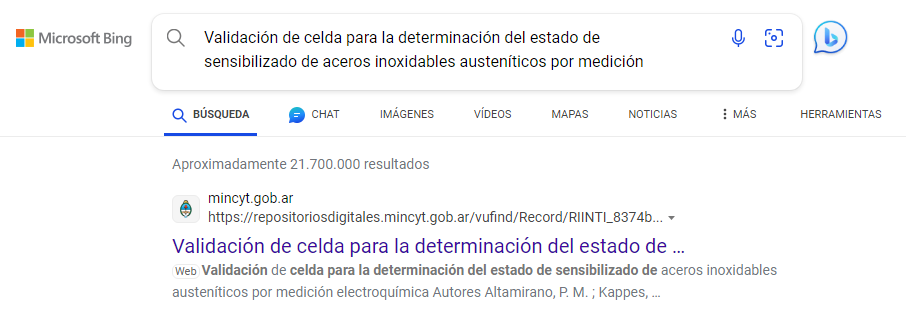 Microsoft Bing
Validación de celda para la determinación del estado de
sensibilizado de aceros inoxidables austeníticos por medición
BÚSQUEDA CHAT IMÁGENES VÍDEOS MAPAS NOTICIAS MÁS HERRAMIENTAS
Aproximadamente 21.700.000 resultados
mincyt.gob.ar
https://repositoriosdigitales.mincyt.gob.ar/vufind/Record/RIINTI_8374b...
Validación de celda para la determinación del estado de ...
Web Validación de celda para la determinación del estado de sensibilizado de aceros inoxidables
austeníticos por medición electroquímica Autores Altamirano, P. M. ; Kappes, ...